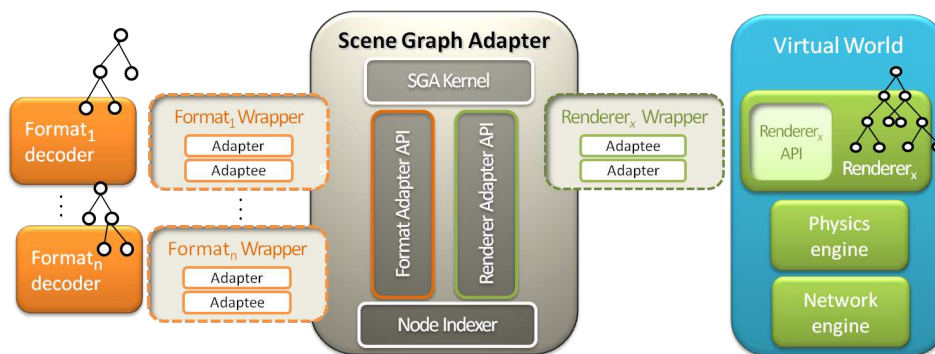 Scene Graph Adapter
SGA Kernel
Format Adapter API
Renderer Adapter API
Node Indexer
Format1 decoder
Format1 Wrapper
Adapter
Adaptee
Formatn decoder
Formatn Wrapper
Adapter
Adaptee
Rendererx Wrapper
Adaptee
Adapter
Virtual World
Rendererx
API
Rendererx
Physics
engine
Network
engine